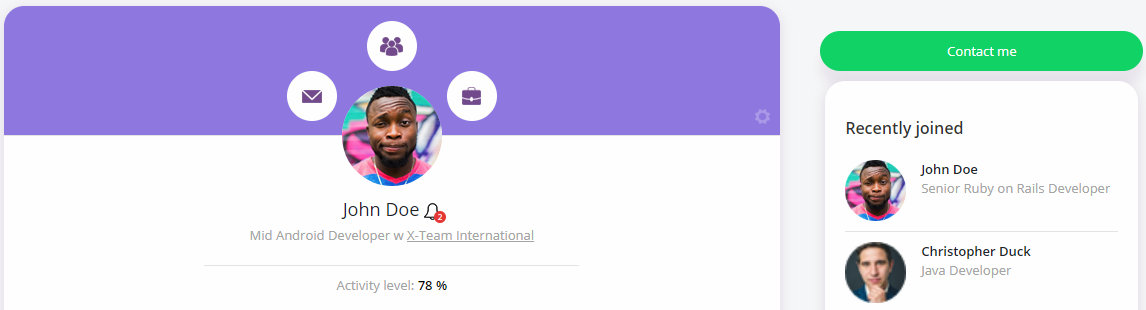 Contact me
John Doe 2
Mid Android Developer w X-Team International
Activity level: 78 %
Recently joined
John Doe
Senior Ruby on Rails Developer
Christopher Duck
Java Developer